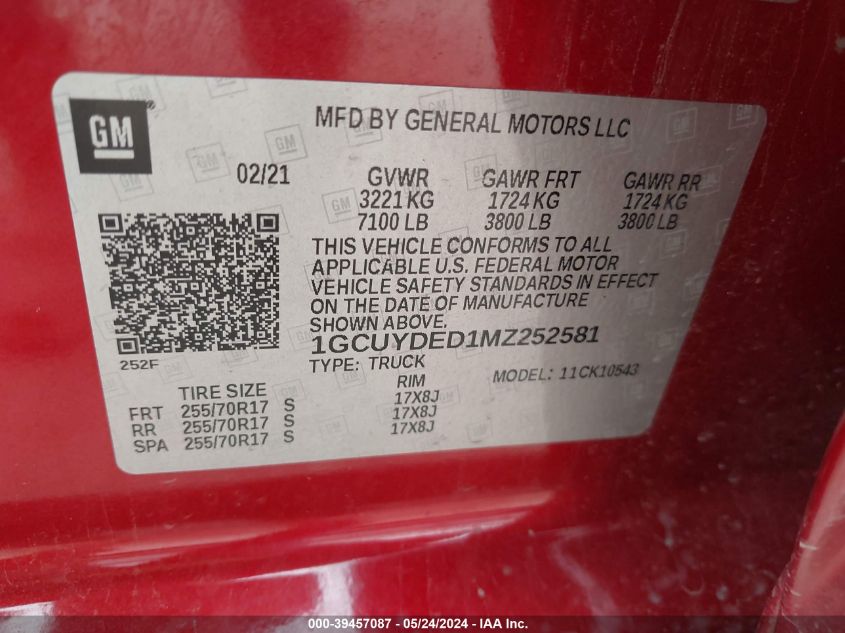 GM
MFD BY GENERAL MOTORS LLC
02/21 GVWR GAWR FRT GAWR RR
3221 KG 1724 KG 1724 KG
7100 LB 3800 LB 3800 LB
THIS VEHICLE CONFORMS TO ALL
APPLICABLE U.S. FEDERAL MOTOR
VEHICLE SAFETY STANDARDS IN EFFECT
ON THE DATE OF MANUFACTURE
SHOWN ABOVE.
1GCUYDED1MZ252581
252F
TYPE: TRUCK MODEL: 11CK10543
TIRE SIZE RIM
FRT 255/70R17 S 17X8J
RR 255/70R17 S 17X8J
SPA 255/70R17 S 17X8J
000-39457087 - 05/24/2024 - IAA Inc.